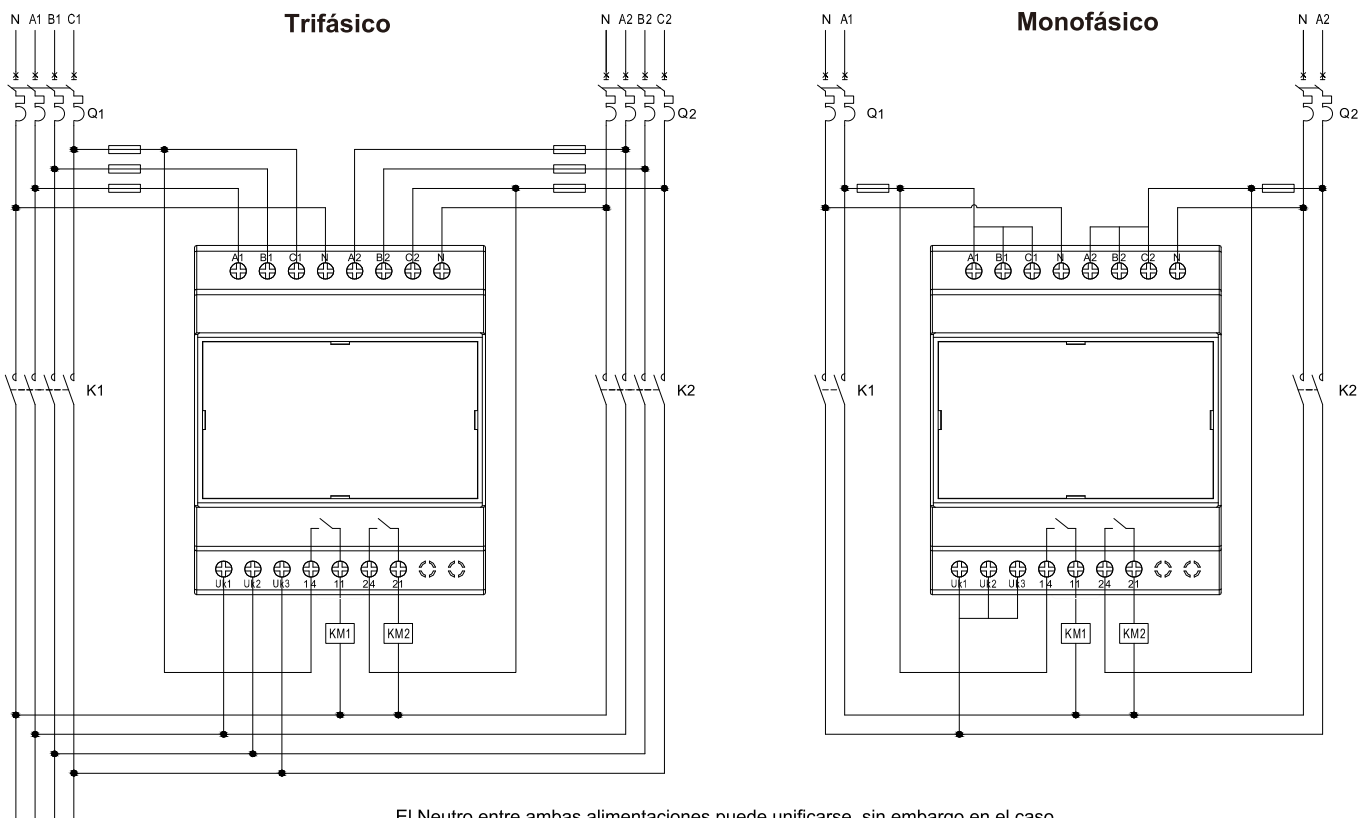 Trifásico
Monofásico
N A1 B1 C1
N A2 B2 C2
N A1
N A2
Q1
Q2
Q1
Q2
A1 B1 C1 N A2 B2 C2 N
A1 B1 C1 N A2 B2 C2 N
K1
K2
K1
K2
Uk1 Uk2 Uk3 14 11 24 21
Uk1 Uk2 Uk3 14 11 24 21
KM1 KM2
KM1 KM2
El Neutro entre ambas alimentaciones puede unificarse, sin embargo en el caso